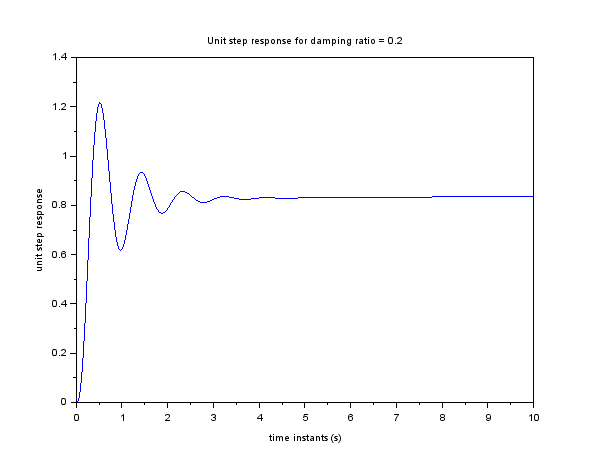 Unit step response for damping ratio = 0.2
1.4
1.2
1
0.8
0.6
0.4
0.2
0
unit step response
0 1 2 3 4 5 6 7 8 9 10
time instants (s)